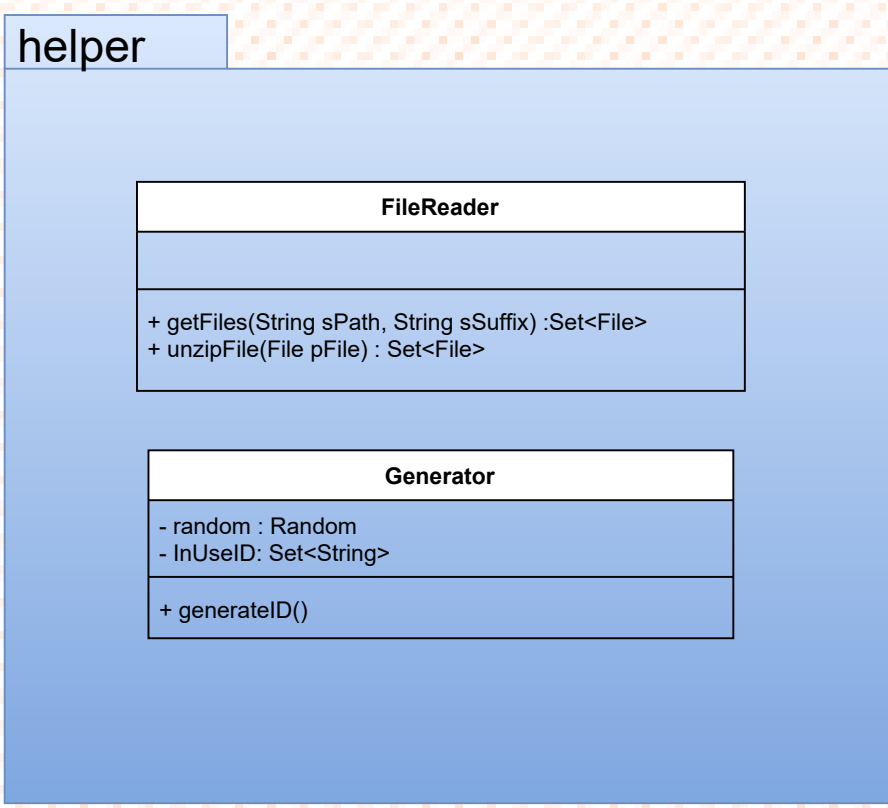 helper
FileReader
+ getFiles(String sPath, String sSuffix) :Set<File>
+ unzipFile(File pFile) : Set<File>
Generator
- random : Random
- InUseID: Set<String>
+ generateID()